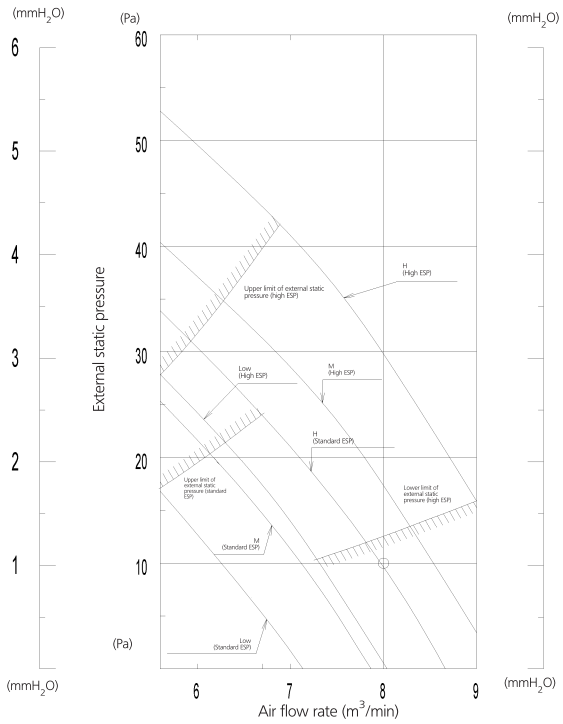 (mmH2O)
(Pa)
(mmH2O)
6
60
5
50
4
40
H
(High ESP)
Upper limit of external static
pressure (high ESP)
External static pressure
3
30
Low
(High ESP)
M
(High ESP)
H
(Standard ESP)
2
20
Upper limit of
external static
pressure (standard
ESP)
Lower limit of
external static
pressure (high ESP)
M
(Standard ESP)
1
10
Low
(Standard ESP)
(Pa)
(mmH2O)
(mmH2O)
6
7
8
9
Air flow rate (m³/min)